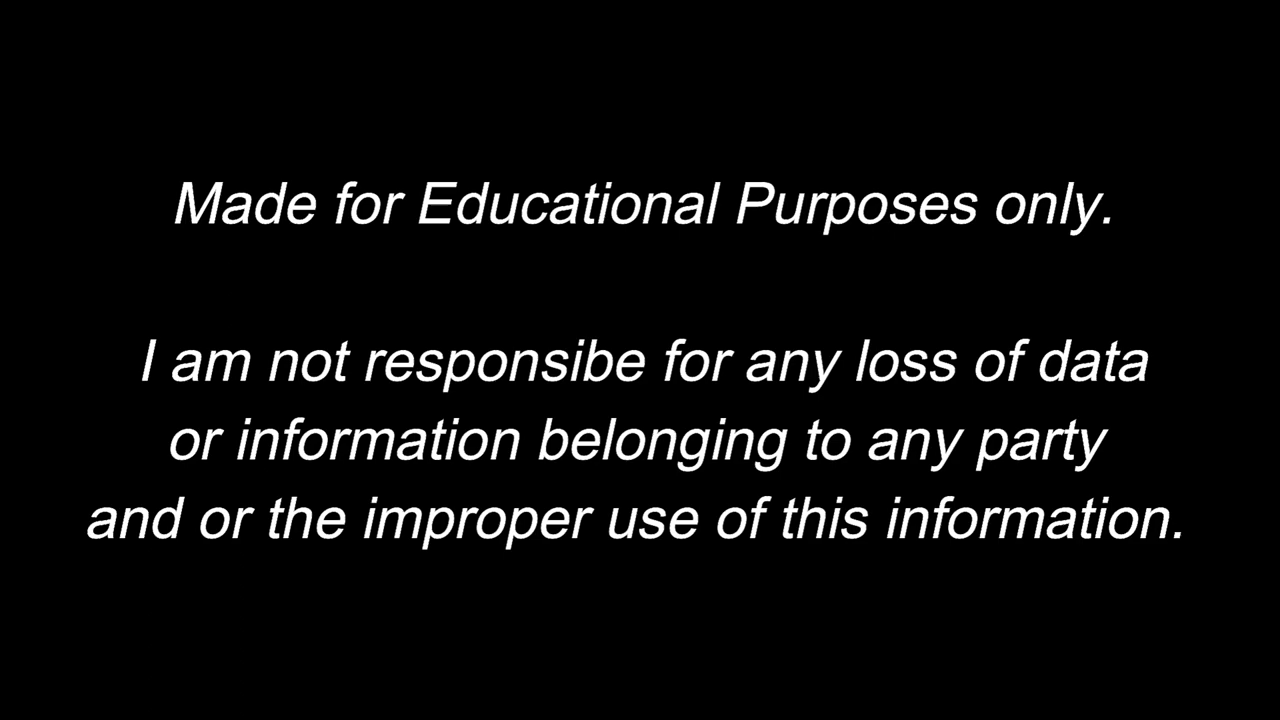 Made for Educational Purposes only.
I am not responsibe for any loss of data
or information belonging to any party
and or the improper use of this information.